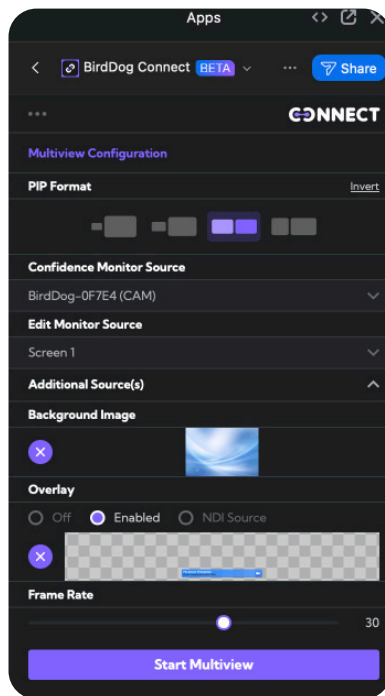 Apps
BirdDog Connect BETA
Share
CONNECT
Multiview Configuration
PIP Format
Invert
Confidence Monitor Source
BirdDog-0F7E4 (CAM)
Edit Monitor Source
Screen 1
Additional Source(s)
Background Image
Overlay
Off Enabled NDI Source
Frame Rate
30
Start Multiview